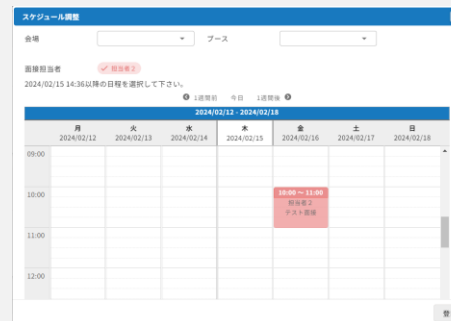 スケジュール調整
会場 ブース
面接担当者 担当者2
2024/02/15 14:36以降の日程を選択して下さい。
1週間前 今日 1週間後
2024/02/12 - 2024/02/18
月 火 水 木 金 土 日
2024/02/12 2024/02/13 2024/02/14 2024/02/15 2024/02/16 2024/02/17 2024/02/18
09:00
10:00
10:00 ～ 11:00
担当者2
テスト面接
11:00
12:00